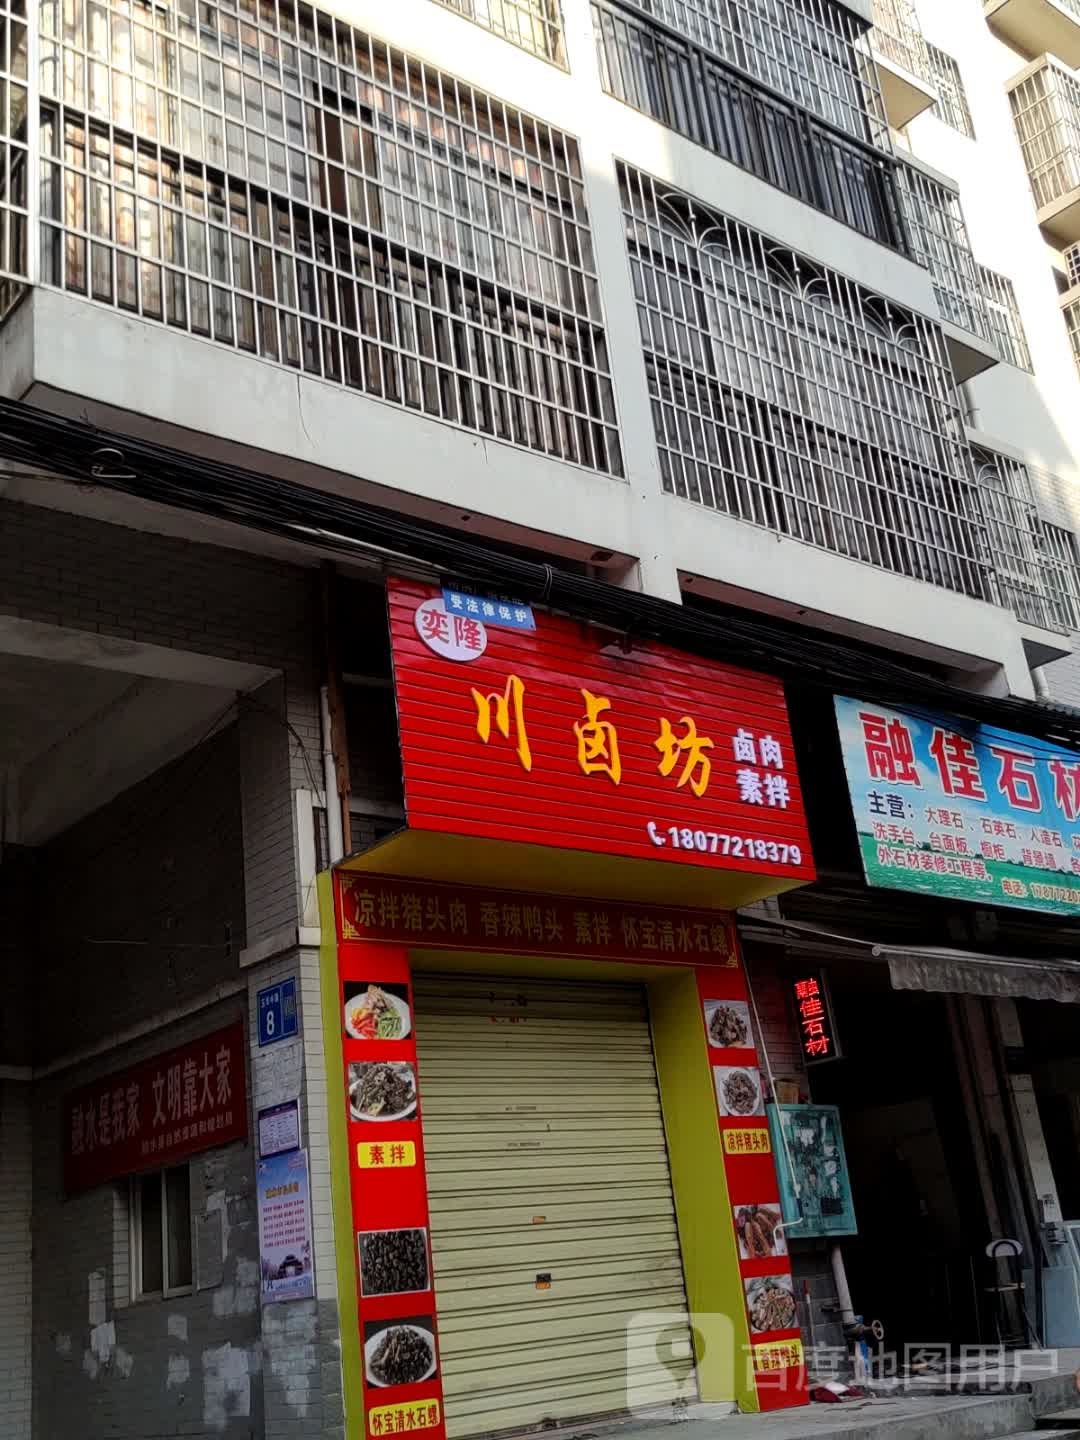 受法律保护
奕隆
川卤坊
卤肉
素拌
18077218379
凉拌猪头肉 香辣鸭头 素拌 怀宝清水石螺
融佳石材
主营：大理石、石英石、人造石
洗手台、台面板、橱柜、背景墙、各
外石材装修工程等。
电话：
融佳石材
8
融水是我家 文明靠大家
素拌
怀宝清水石螺
凉拌猪头肉
香辣鸭头
百度地图用户